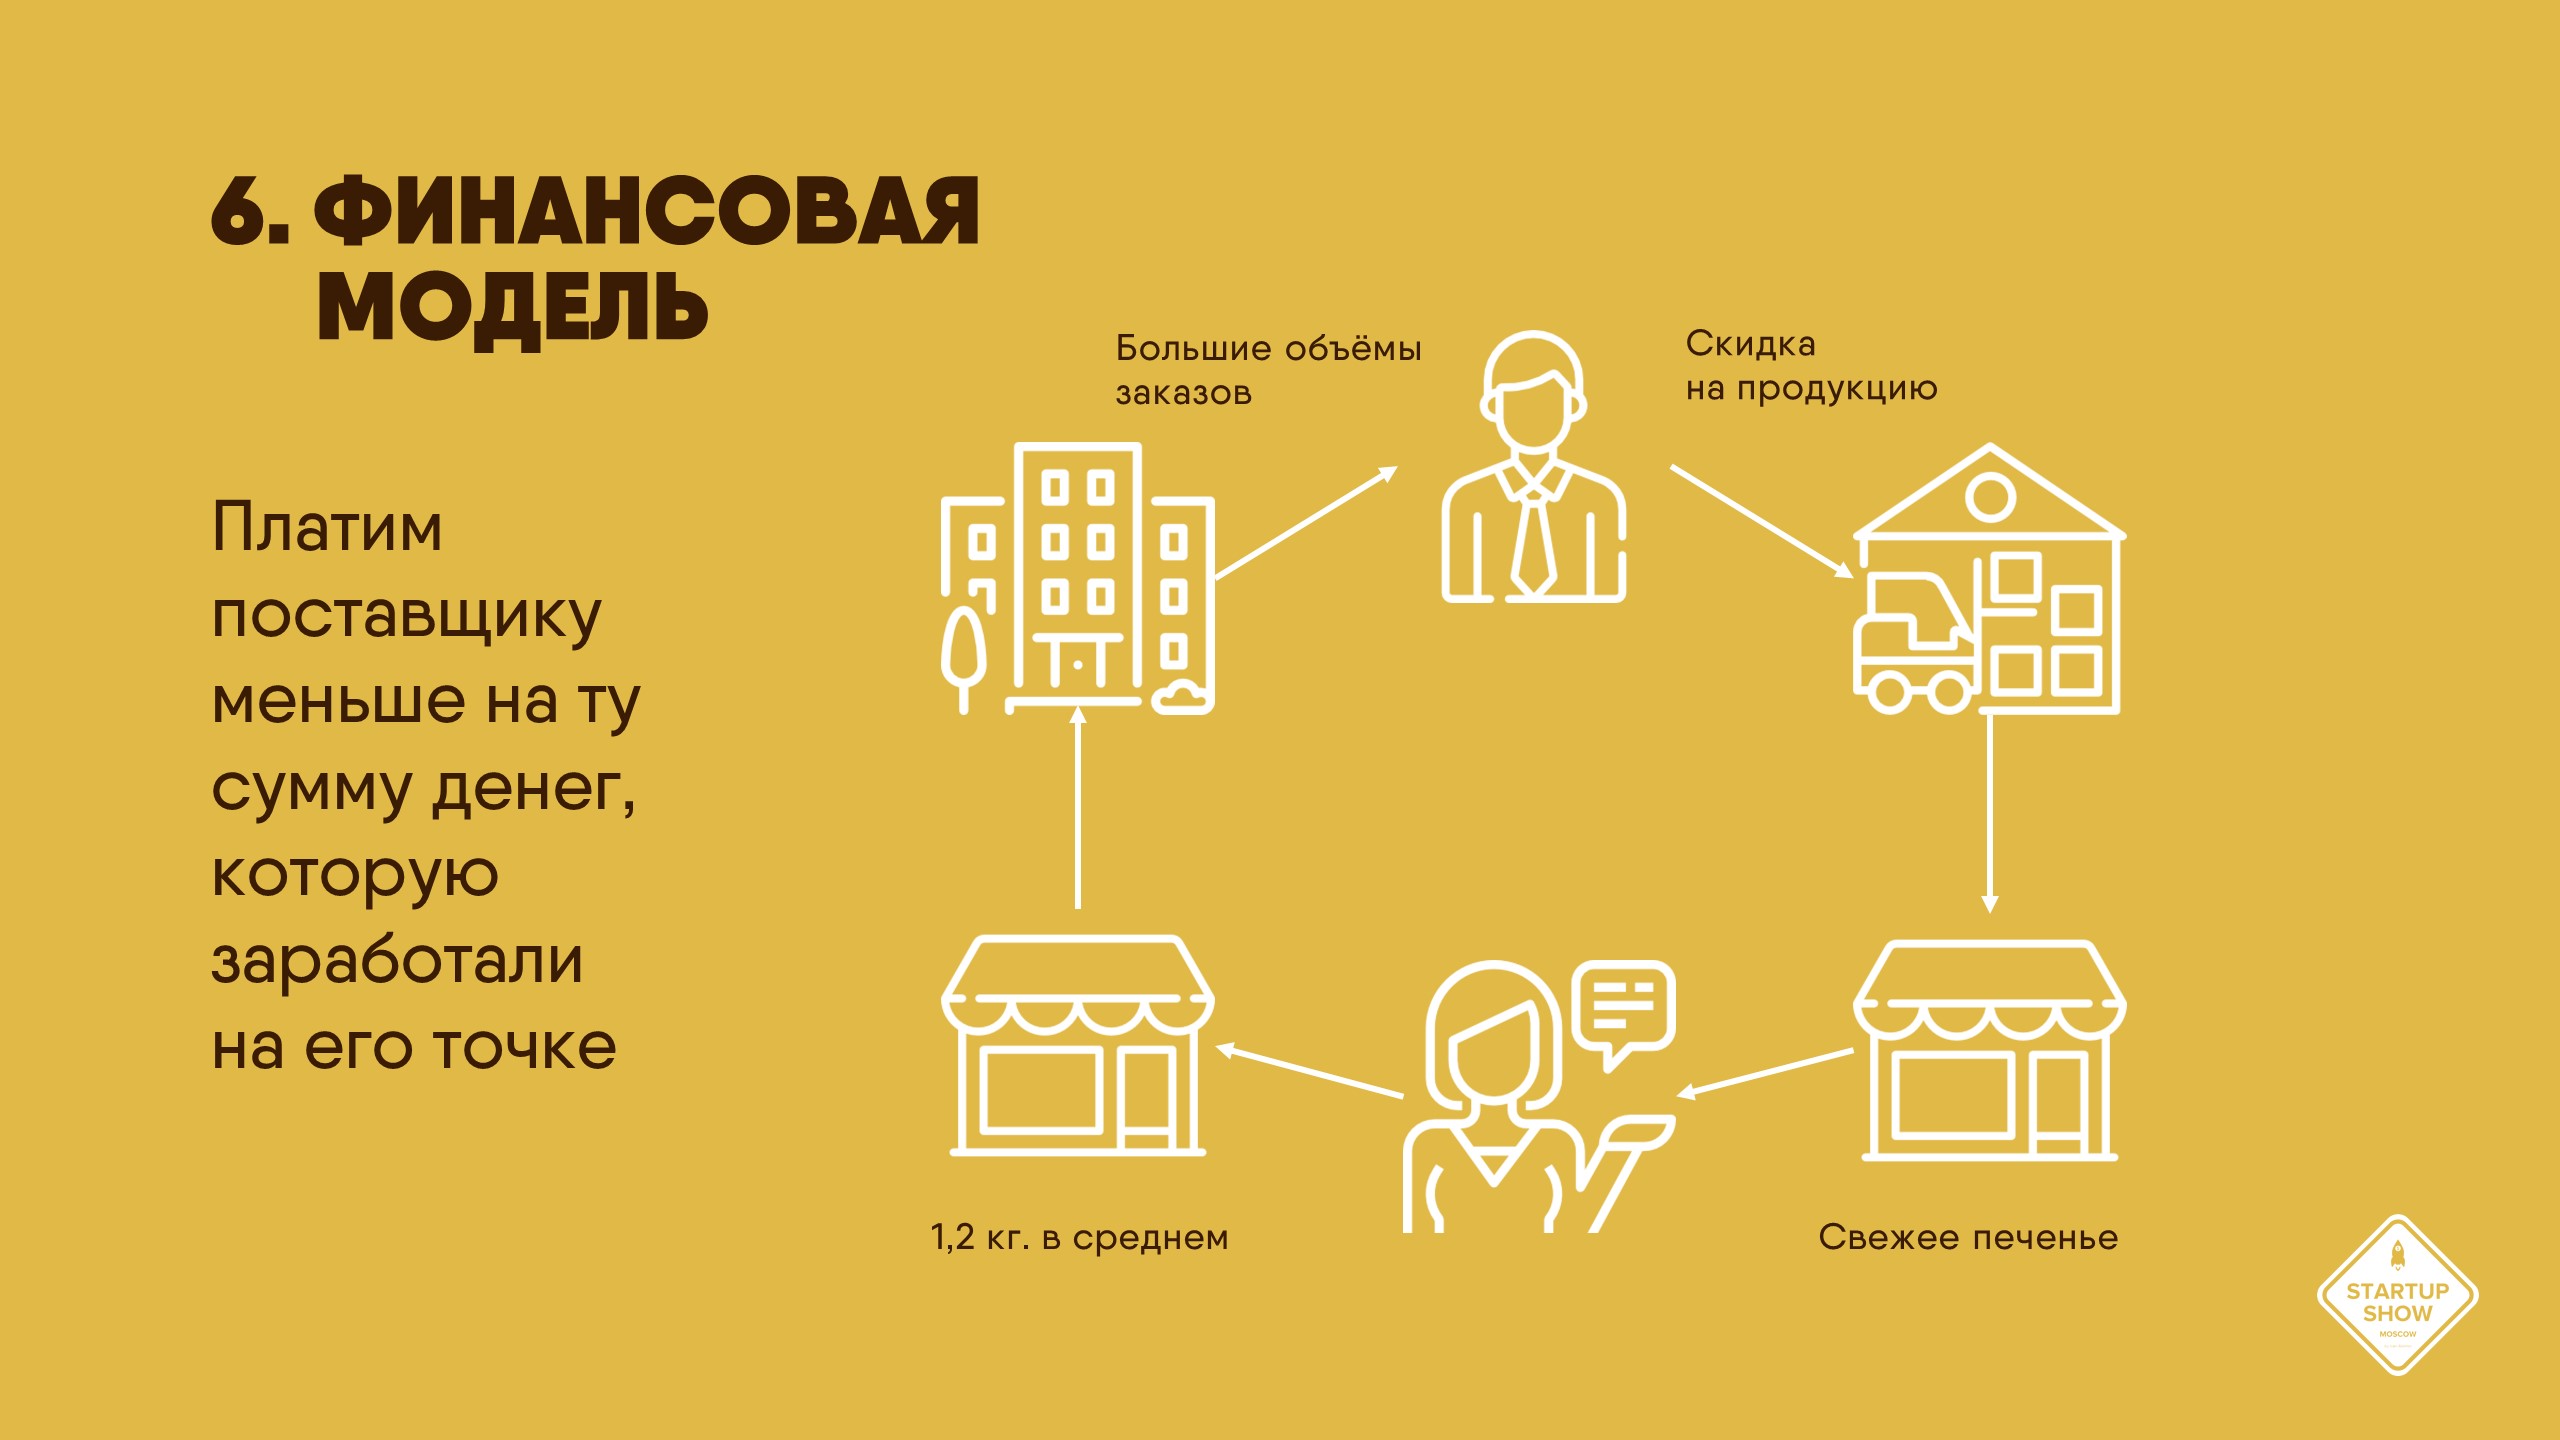 6. ФИНАНСОВАЯ
МОДЕЛЬ
Платим
поставщику
меньше на ту
сумму денег,
которую
заработали
на его точке
Большие объёмы
заказов
Скидка
на продукцию
1,2 кг. в среднем
Свежее печенье
STARTUP
SHOW
MOSCOW